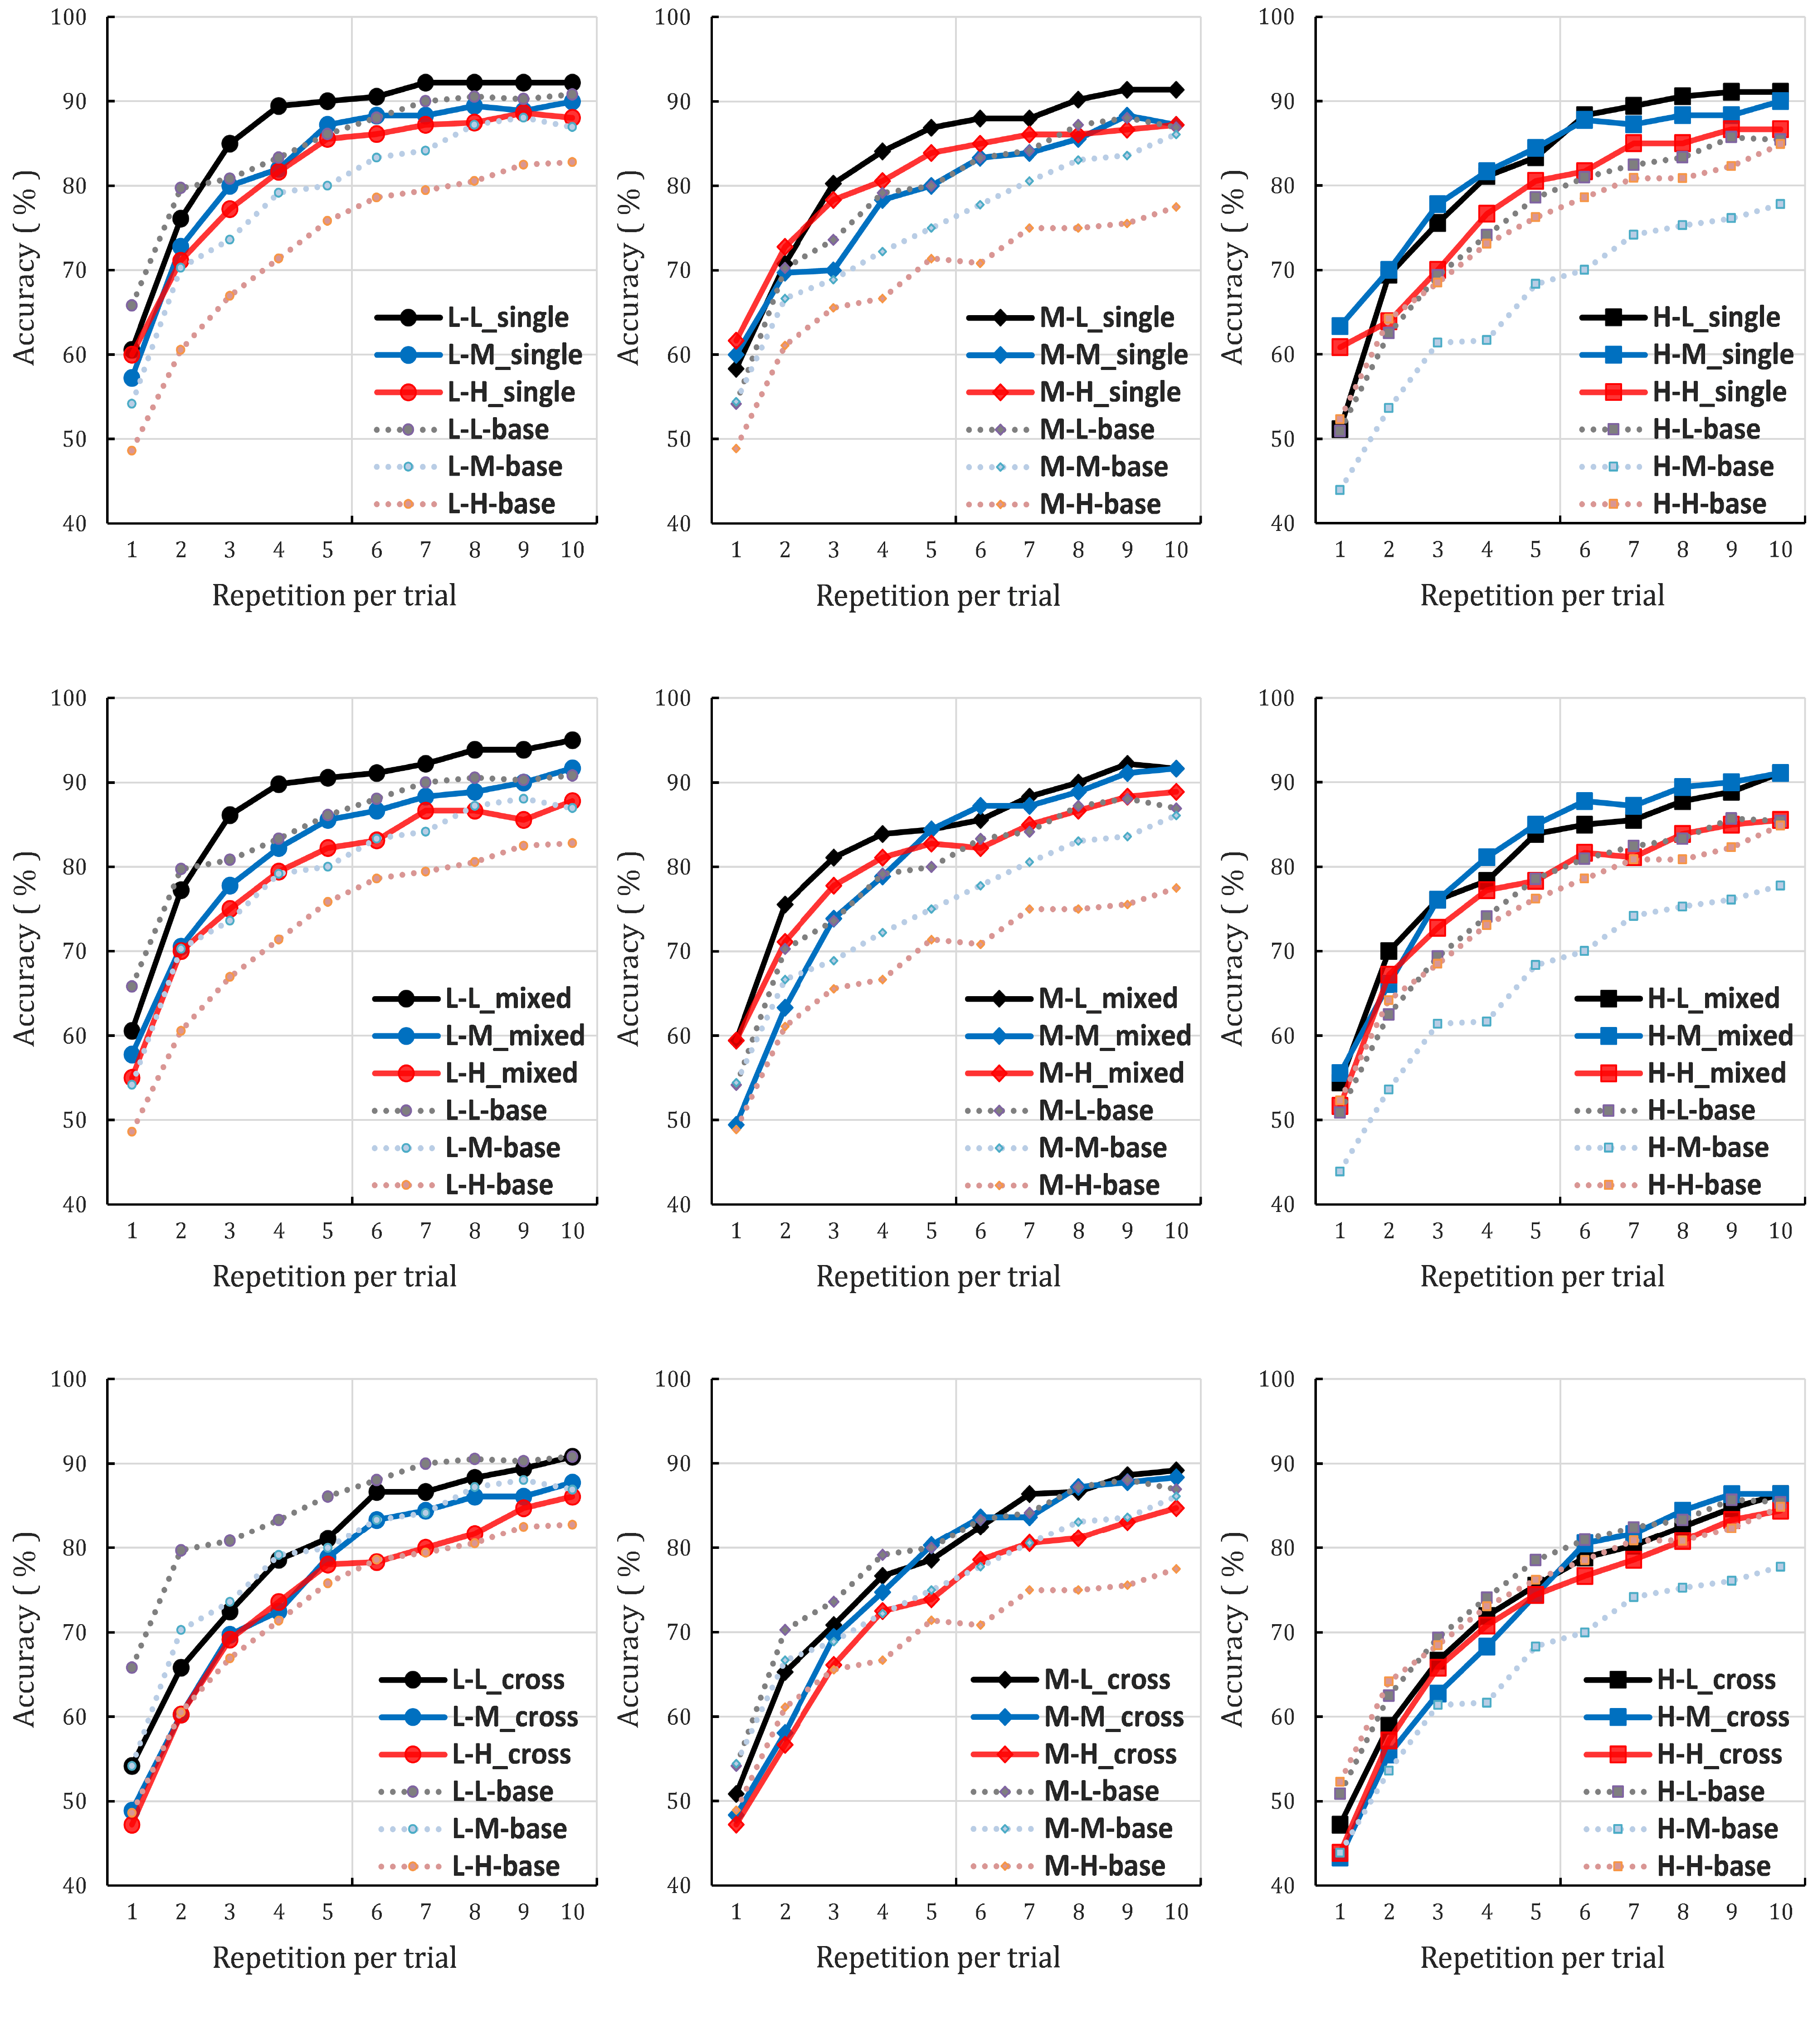 100
90
80
70
60
50
40
Accuracy ( % )
L-L_single
L-M_single
L-H_single
L-L-base
L-M-base
L-H-base
1 2 3 4 5 6 7 8 9 10
Repetition per trial
100
90
80
70
60
50
40
Accuracy ( % )
M-L_single
M-M_single
M-H_single
M-L-base
M-M-base
M-H-base
1 2 3 4 5 6 7 8 9 10
Repetition per trial
100
90
80
70
60
50
40
Accuracy ( % )
H-L_single
H-M_single
H-H_single
H-L-base
H-M-base
H-H-base
1 2 3 4 5 6 7 8 9 10
Repetition per trial
100
90
80
70
60
50
40
Accuracy ( % )
L-L_mixed
L-M_mixed
L-H_mixed
L-L-base
L-M-base
L-H-base
1 2 3 4 5 6 7 8 9 10
Repetition per trial
100
90
80
70
60
50
40
Accuracy ( % )
M-L_mixed
M-M_mixed
M-H_mixed
M-L-base
M-M-base
M-H-base
1 2 3 4 5 6 7 8 9 10
Repetition per trial
100
90
80
70
60
50
40
Accuracy ( % )
H-L_mixed
H-M_mixed
H-H_mixed
H-L-base
H-M-base
H-H-base
1 2 3 4 5 6 7 8 9 10
Repetition per trial
100
90
80
70
60
50
40
Accuracy ( % )
L-L_cross
L-M_cross
L-H_cross
L-L-base
L-M-base
L-H-base
1 2 3 4 5 6 7 8 9 10
Repetition per trial
100
90
80
70
60
50
40
Accuracy ( % )
M-L_cross
M-M_cross
M-H_cross
M-L-base
M-M-base
M-H-base
1 2 3 4 5 6 7 8 9 10
Repetition per trial
100
90
80
70
60
50
40
Accuracy ( % )
H-L_cross
H-M_cross
H-H_cross
H-L-base
H-M-base
H-H-base
1 2 3 4 5 6 7 8 9 10
Repetition per trial